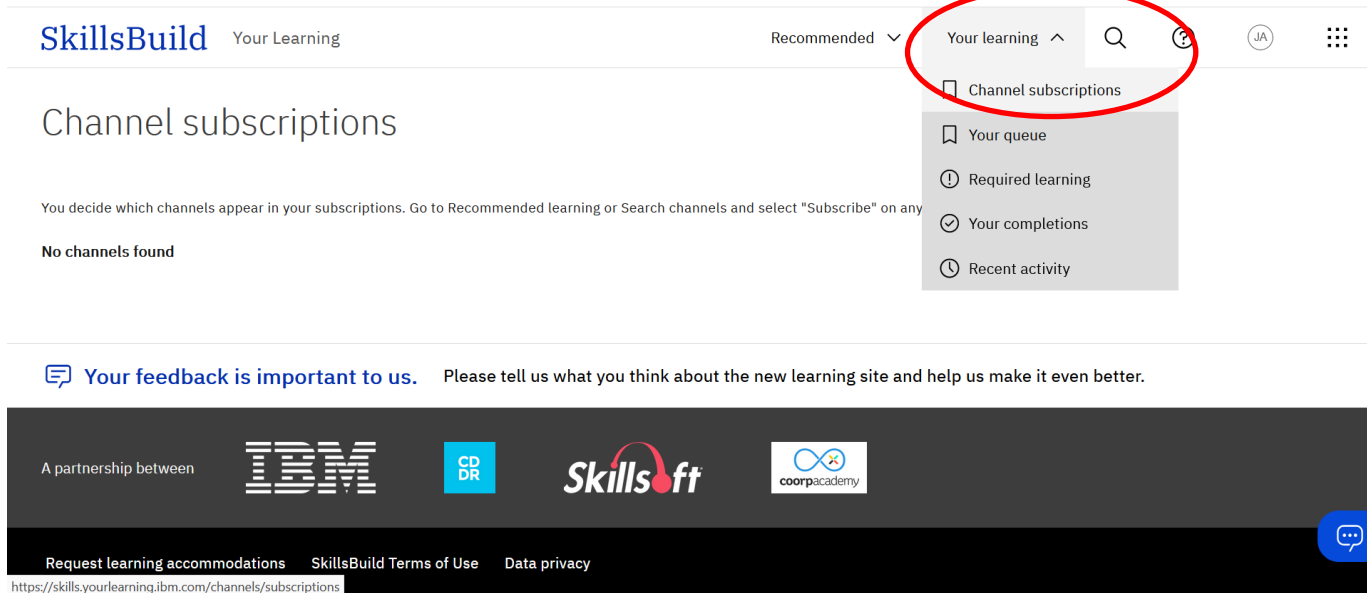 SkillsBuild Your Learning Recommended Your learning JA
Channel subscriptions
Your queue
Required learning
Your completions
Recent activity
Channel subscriptions
You decide which channels appear in your subscriptions. Go to Recommended learning or Search channels and select "Subscribe" on any
No channels found
Your feedback is important to us. Please tell us what you think about the new learning site and help us make it even better.
A partnership between IBM CD DR Skillsoft coorpacademy
Request learning accommodations SkillsBuild Terms of Use Data privacy
https://skills.yourlearning.ibm.com/channels/subscriptions